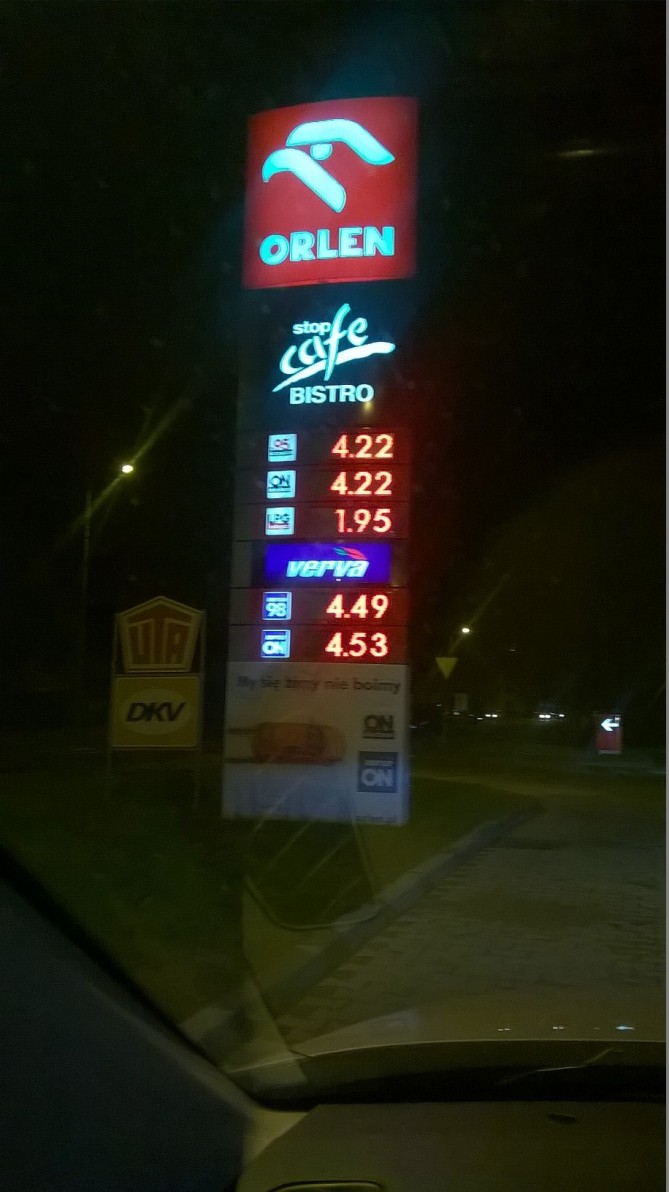 ORLEN
stop
cafe
BISTRO
95 4.22
ON 4.22
LPG 1.95
verva
98 4.49
ON 4.53
UTA
DKV
My się zimy nie boimy
ON
ON